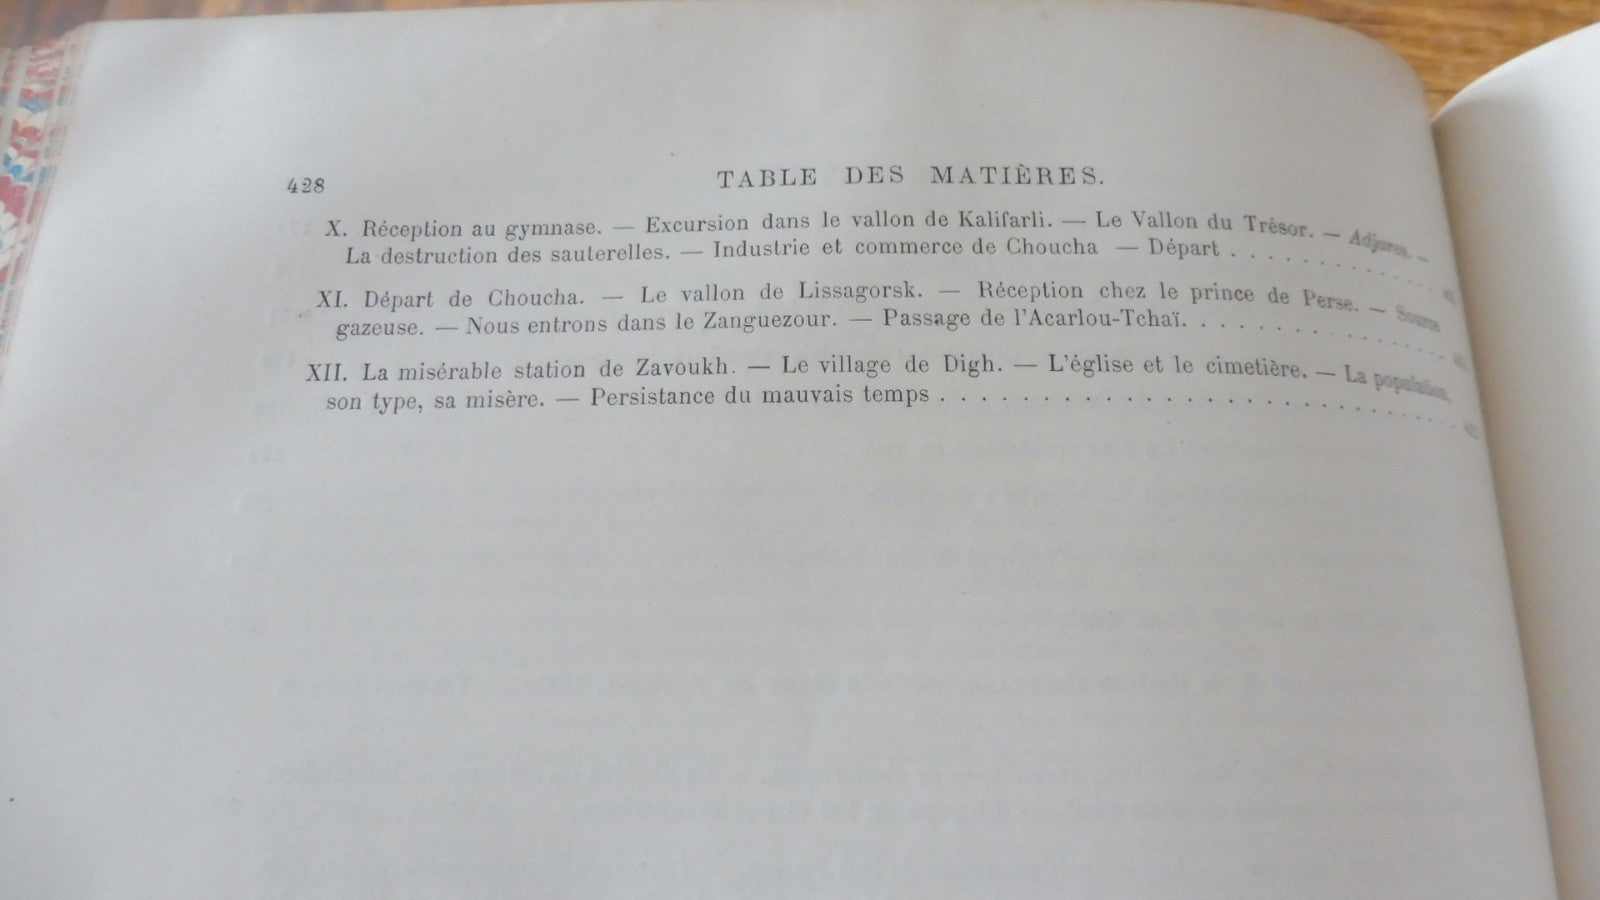 428 TABLE DES MATIÈRES.
X. Réception au gymnase. — Excursion dans le vallon de Kalifarli. — Le Vallon du Trésor. — Adjores. —
La destruction des sauterelles. — Industrie et commerce de Choucha — Départ . . . . . . . . . . . . .
XI. Départ de Choucha. — Le vallon de Lissagorsk. — Réception chez le prince de Perse. — Source
gazeuse. — Nous entrons dans le Zanguezour. — Passage de l'Acarlou-Tchaï. . . . . . . . . . . . . . . .
XII. La misérable station de Zavoukh. — Le village de Digh. — L'église et le cimetière. — La population,
son type, sa misère. — Persistance du mauvais temps . . . . . . . . . . . . . . . . . . . . . . . . . . . . . .